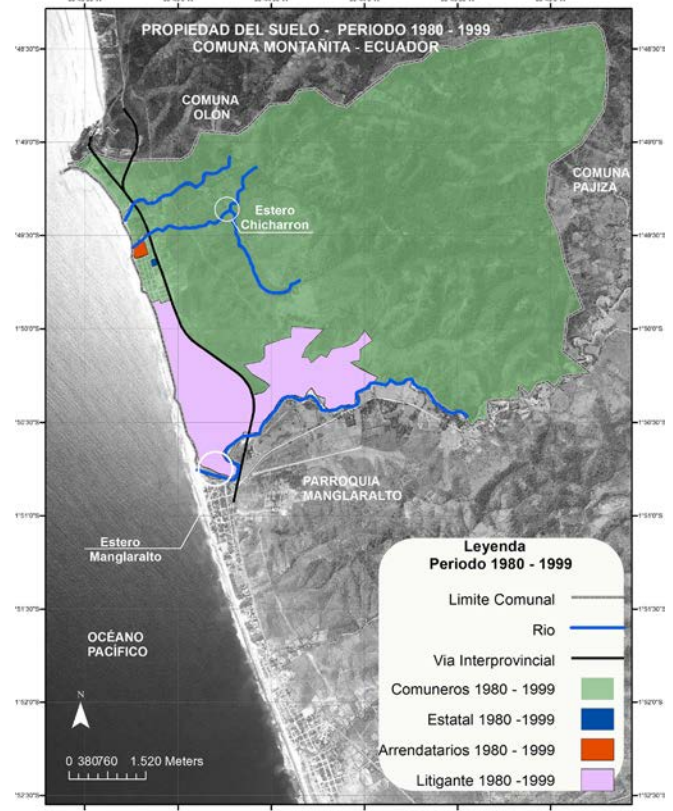 PROPIEDAD DEL SUELO - PERIODO 1980 - 1999
COMUNA MONTAÑITA - ECUADOR
COMUNA
OLON
COMUNA
PAJIZA
Estero
Chicharron
PARROQUIA
MANGLARALTO
Estero
Manglaralto
OCÉANO
PACÍFICO
N
0 380760 1.520 Meters
1°48'30"S
1°49'0"S
1°49'30"S
1°50'0"S
1°50'30"S
1°51'0"S
1°51'30"S
1°52'0"S
1°52'30"S
Leyenda
Periodo 1980 - 1999
Limite Comunal
Rio
Via Interprovincial
Comuneros 1980 - 1999
Estatal 1980 -1999
Arrendatarios 1980 - 1999
Litigante 1980 -1999